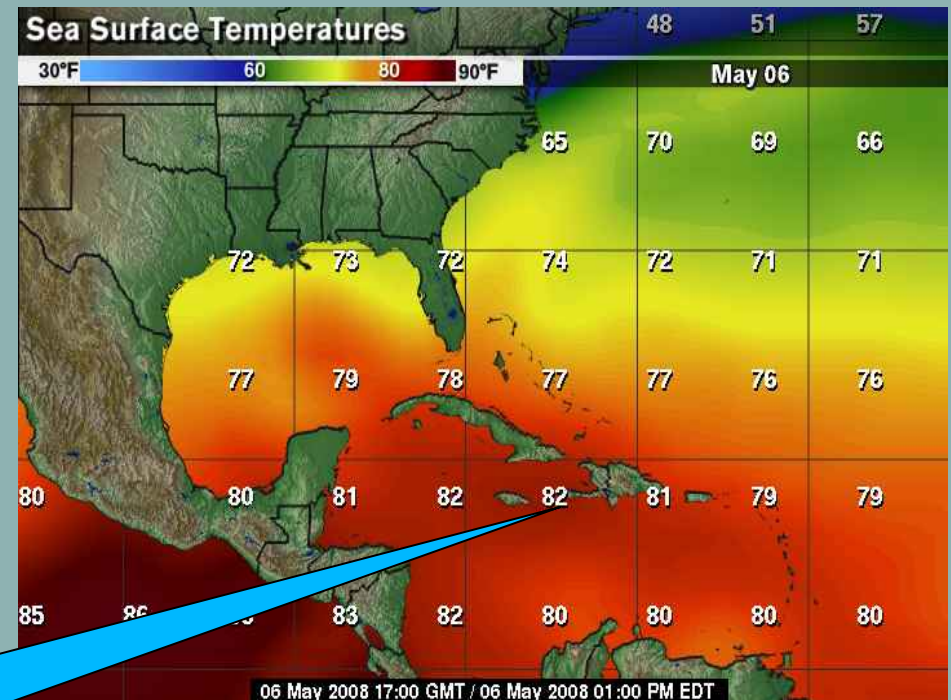 Sea Surface Temperatures 48 51 57
30°F 60 80 90°F May 06
65 70 69 66
72 73 72 74 72 71 71
77 79 78 77 77 76 76
80 80 81 82 82 81 79 79
85 83 82 80 80 80 80
06 May 2008 17:00 GMT / 06 May 2008 01:00 PM EDT